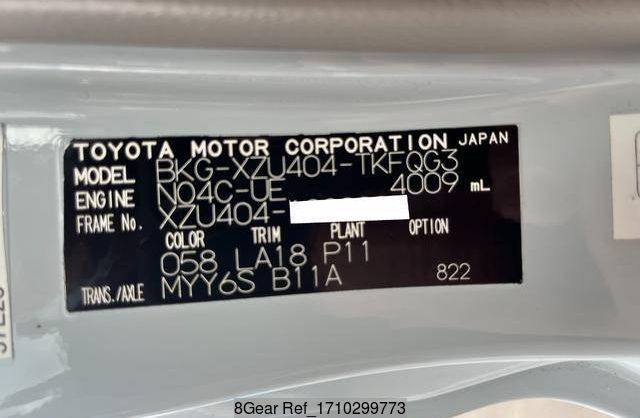 TOYOTA MOTOR CORPORATION JAPAN
MODEL BKG-XZU404-TKFQG3
ENGINE N04C-UE 4009 mL
FRAME No. XZU404-
COLOR TRIM PLANT OPTION
058 LA18 P11
TRANS./AXLE MYY6S B11A 822
8Gear Ref_1710299773